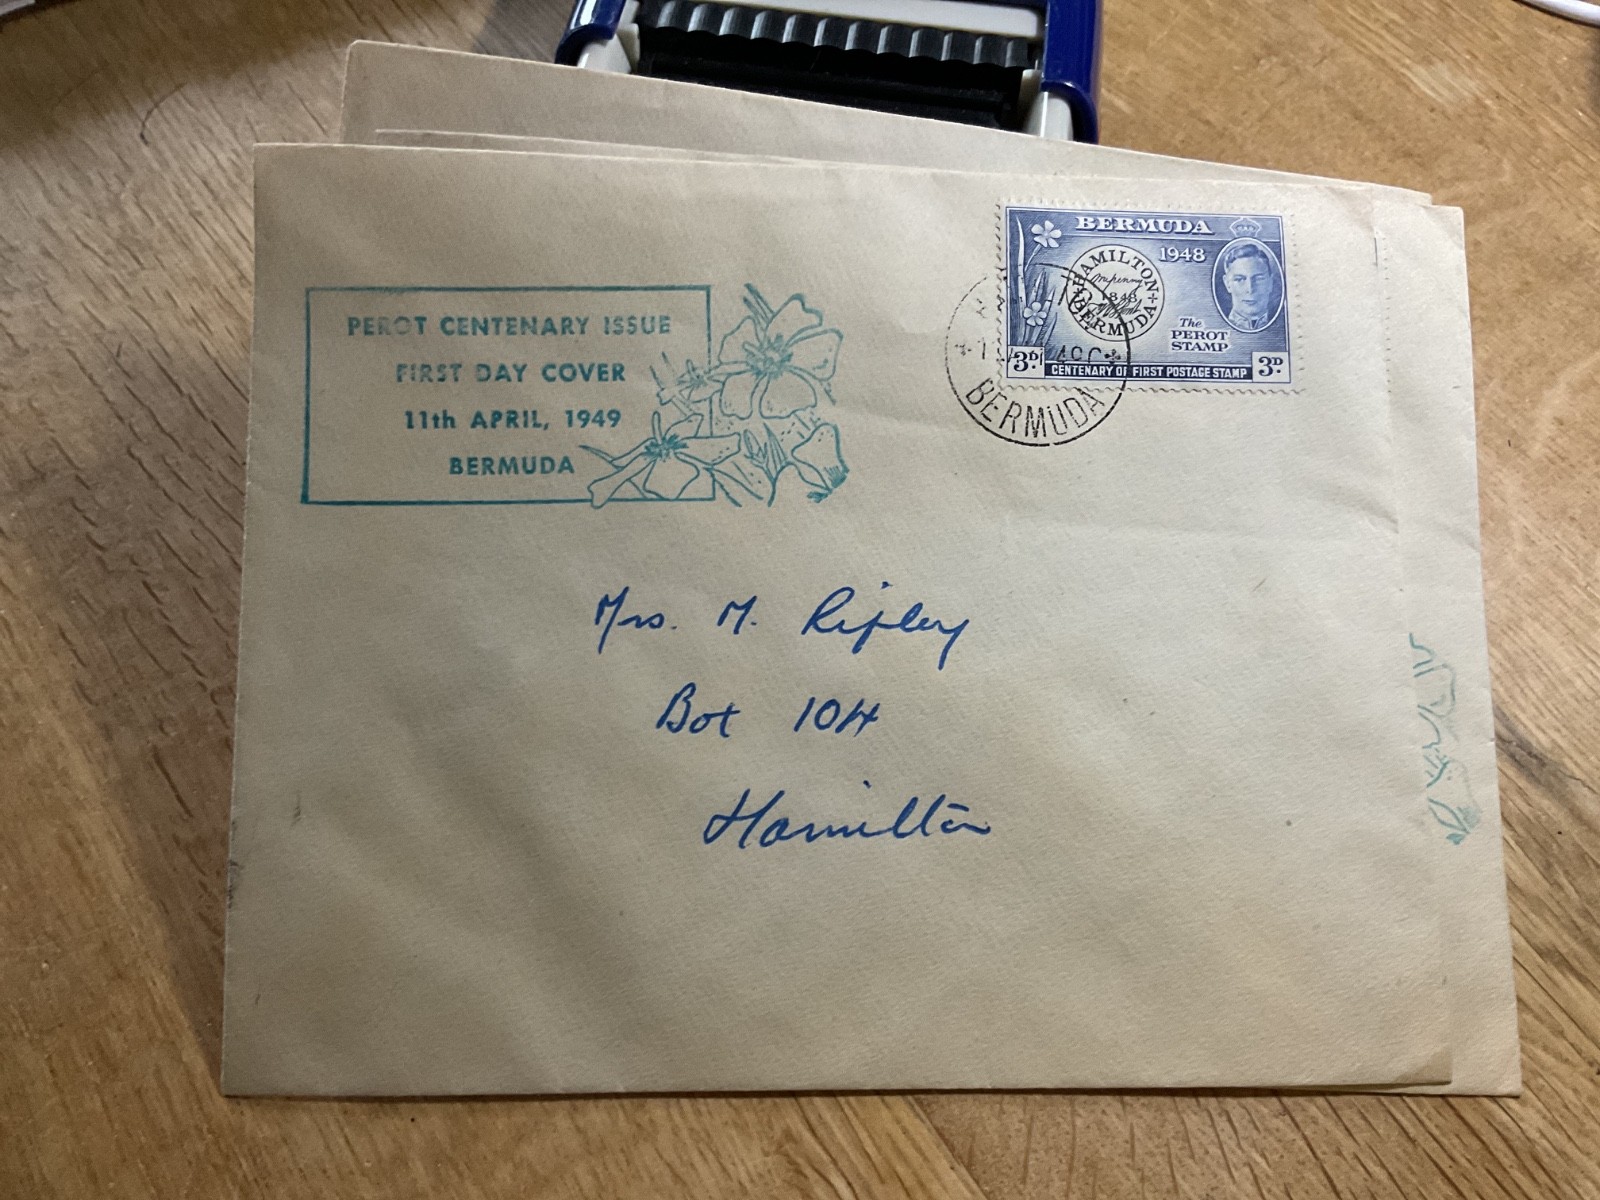 PEROT CENTENARY ISSUE
FIRST DAY COVER
11th APRIL, 1949
BERMUDA
BERMUDA
1948
HAMILTON
1848
BERMUDA
The
PEROT
STAMP
3D.
CENTENARY OF FIRST POSTAGE STAMP
3D.
BERMUDA
Mrs. M. Ripley
Box 104
Hamilton